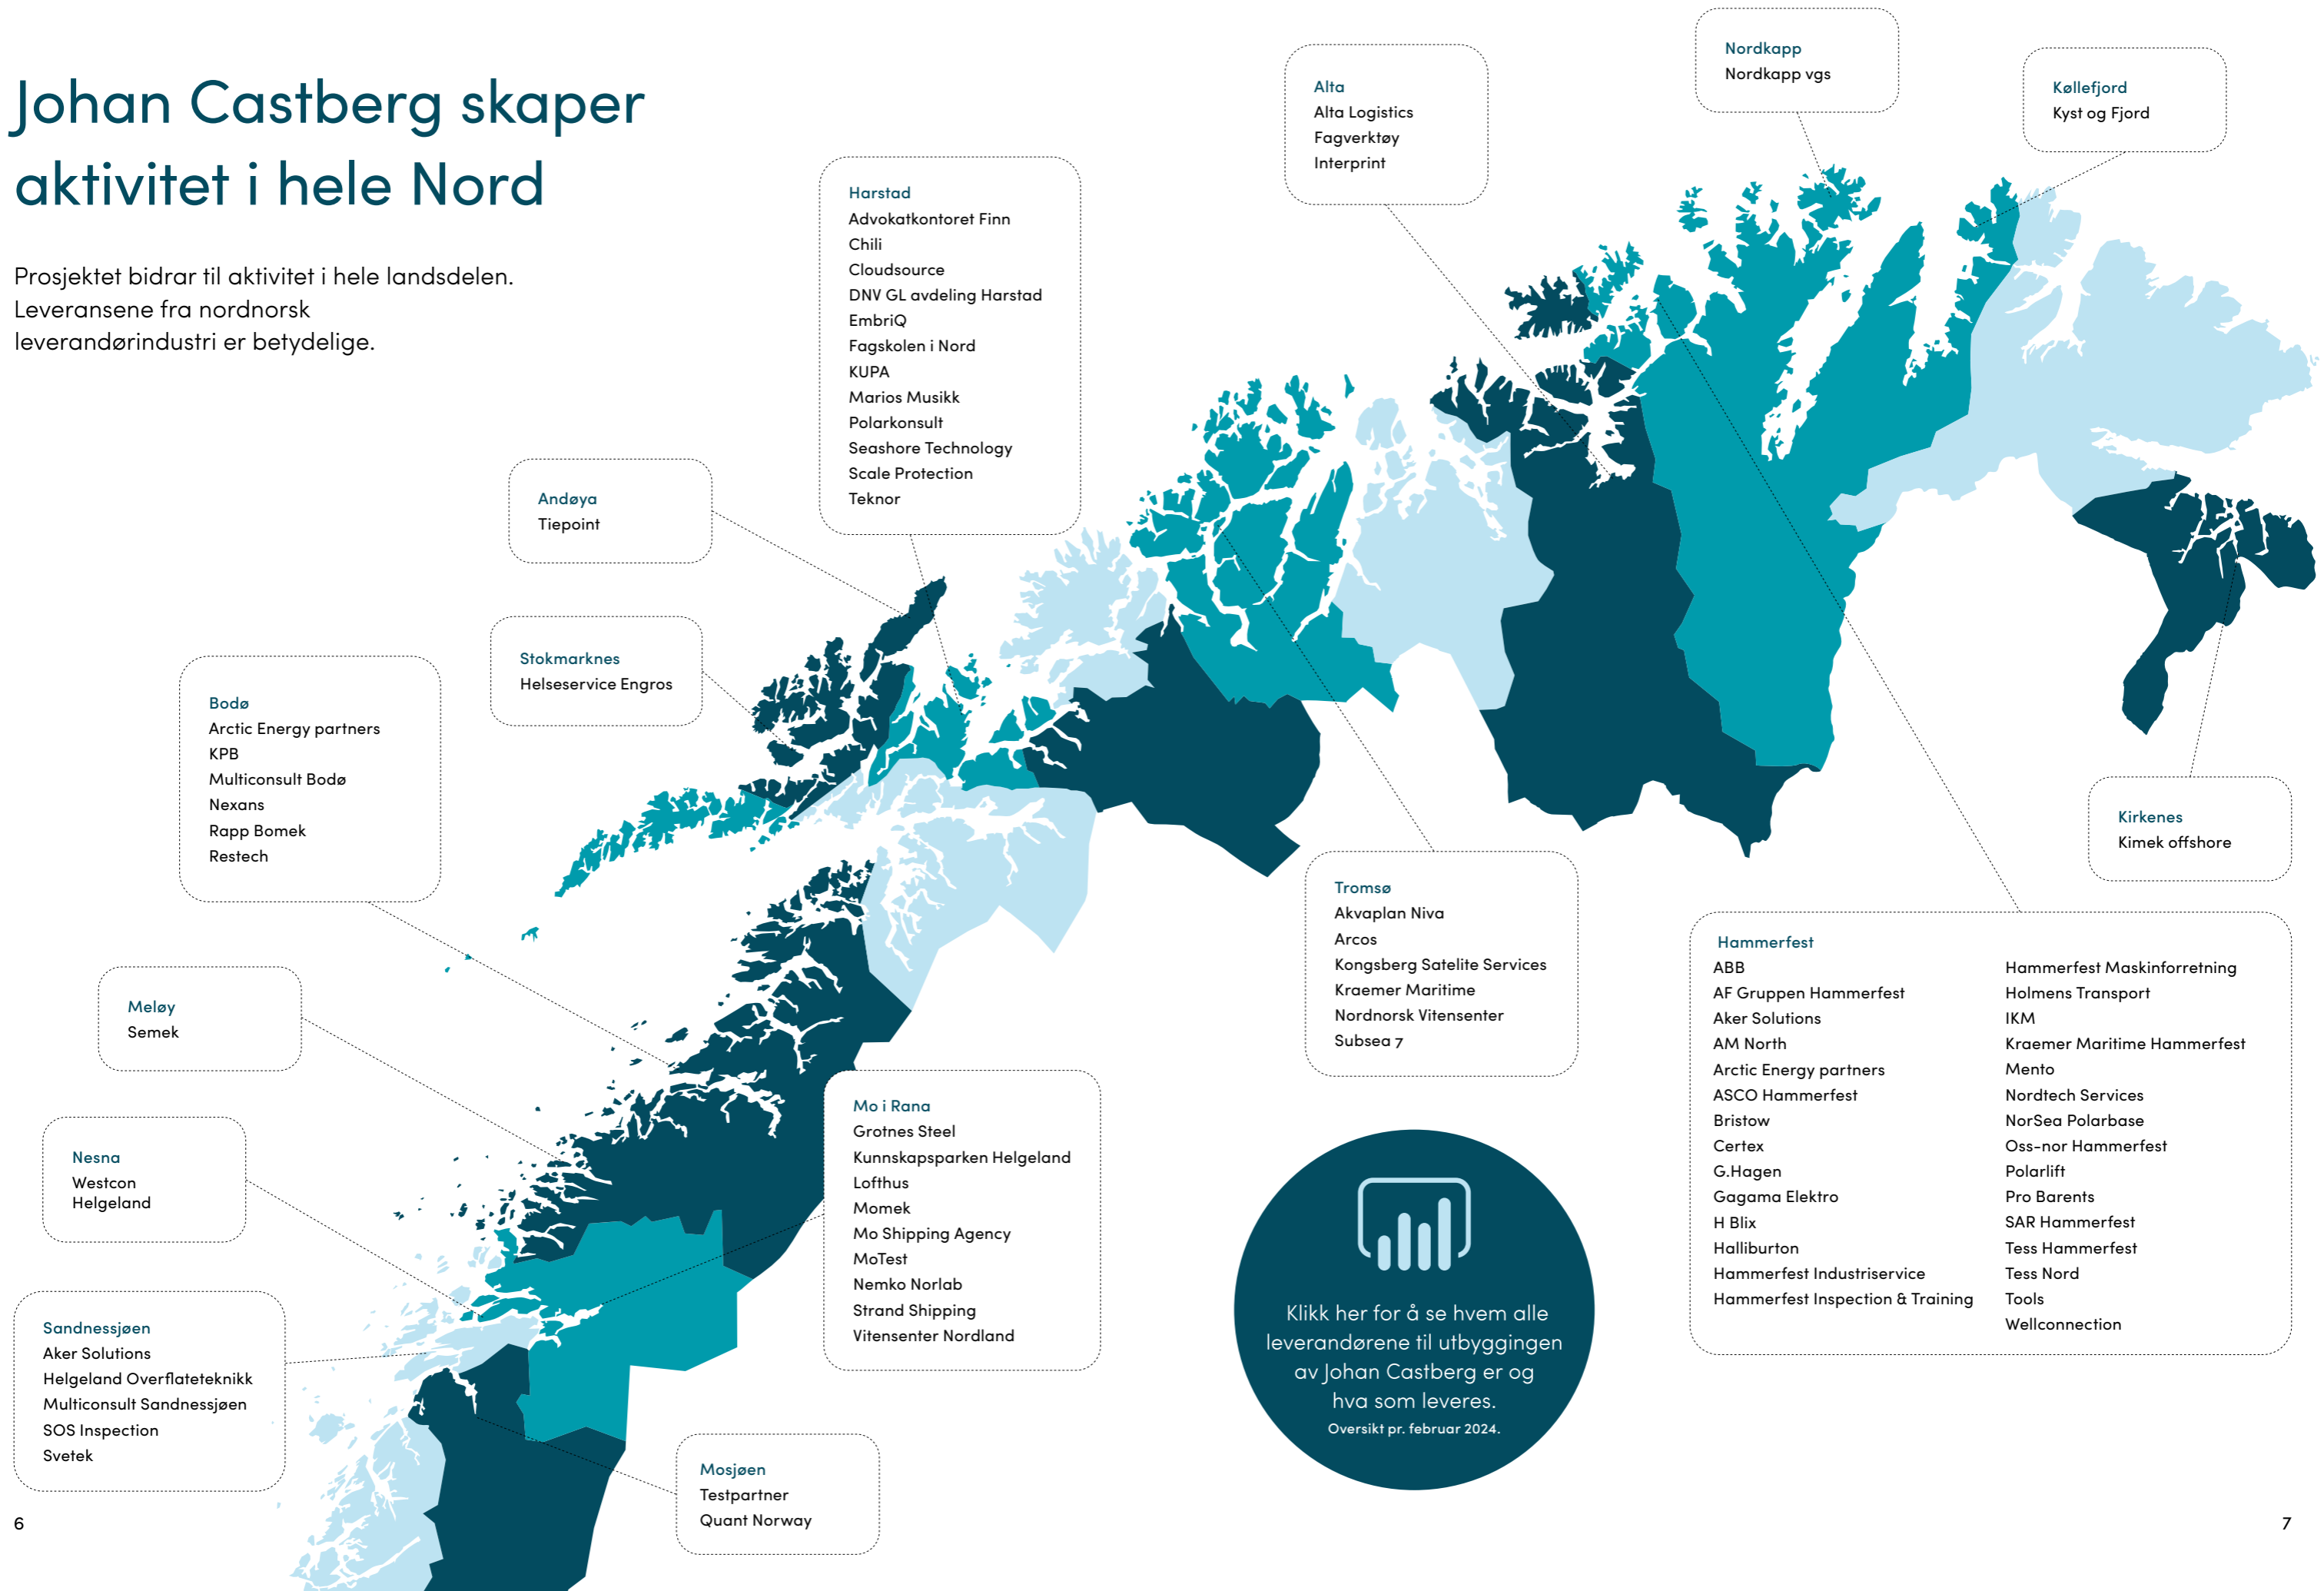 Johan Castberg skaper
aktivitet i hele Nord
Prosjektet bidrar til aktivitet i hele landsdelen.
Leveransene fra nordnorsk
leverandørindustri er betydelige.
Harstad
Advokatkontoret Finn
Chili
Cloudsource
DNV GL avdeling Harstad
EmbriQ
Fagskolen i Nord
KUPA
Marios Musikk
Polarkonsult
Seashore Technology
Scale Protection
Teknor
Alta
Alta Logistics
Fagverktøy
Interprint
Nordkapp
Nordkapp vgs
Køllefjord
Kyst og Fjord
Andøya
Tiepoint
Stokmarknes
Helseservice Engros
Bodø
Arctic Energy partners
KPB
Multiconsult Bodø
Nexans
Rapp Bomek
Restech
Meløy
Semek
Nesna
Westcon
Helgeland
Sandnessjøen
Aker Solutions
Helgeland Overflateteknikk
Multiconsult Sandnessjøen
SOS Inspection
Svetek
Mo i Rana
Grotnes Steel
Kunnskapsparken Helgeland
Lofthus
Momek
Mo Shipping Agency
MoTest
Nemko Norlab
Strand Shipping
Vitensenter Nordland
Mosjøen
Testpartner
Quant Norway
Tromsø
Akvaplan Niva
Arcos
Kongsberg Satelite Services
Kraemer Maritime
Nordnorsk Vitensenter
Subsea 7
Kirkenes
Kimek offshore
Hammerfest
ABB
AF Gruppen Hammerfest
Aker Solutions
AM North
Arctic Energy partners
ASCO Hammerfest
Bristow
Certex
G.Hagen
Gagama Elektro
H Blix
Halliburton
Hammerfest Industriservice
Hammerfest Inspection & Training
Hammerfest Maskinforretning
Holmens Transport
IKM
Kraemer Maritime Hammerfest
Mento
Nordtech Services
NorSea Polarbase
Oss-nor Hammerfest
Polarlift
Pro Barents
SAR Hammerfest
Tess Hammerfest
Tess Nord
Tools
Wellconnection
Klikk her for å se hvem alle
leverandørene til utbyggingen
av Johan Castberg er og
hva som leveres.
Oversikt pr. februar 2024.
6
7